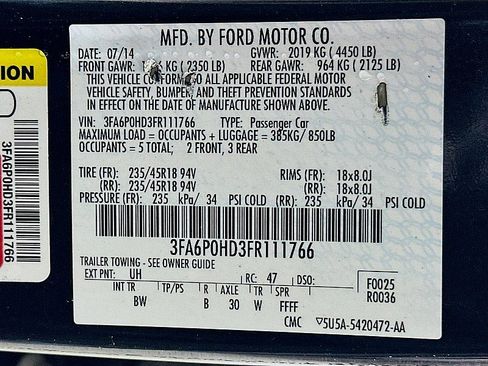 MFD. BY FORD MOTOR CO.
DATE: 07/14 GVWR: 2019 KG ( 4450 LB)
FRONT GAWR: KG ( 2350 LB) REAR GAWR: 964 KG ( 2125 LB)
THIS VEHICLE CONFORMS TO ALL APPLICABLE FEDERAL MOTOR
VEHICLE SAFETY, BUMPER, AND THEFT PREVENTION STANDARDS
IN EFFECT ON THE DATE OF MANUFACTURE SHOWN ABOVE.
VIN: 3FA6P0HD3FR111766 TYPE: Passenger Car
MAXIMUM LOAD = OCCUPANTS + LUGGAGE = 385KG/ 850LB
OCCUPANTS = 5 TOTAL; 2 FRONT, 3 REAR
TIRE (FR): 235/45R18 94V RIMS (FR): 18x8.0J
(RR): 235/45R18 94V (RR): 18x8.0J
PRESSURE (FR): 235 kPa/ 34 PSI COLD (RR): 235 kPa/ 34 PSI COLD
3FA6P0HD3FR111766
TRAILER TOWING - SEE OWNER GUIDE
EXT PNT: UH RC: 47 DSO: F0025
R0036
INT TR TP/PS R AXLE TR SPR
BW B 30 W FFFF
CMC ▽5U5A-5420472-AA
TION
3FA6P0HD3FR111766